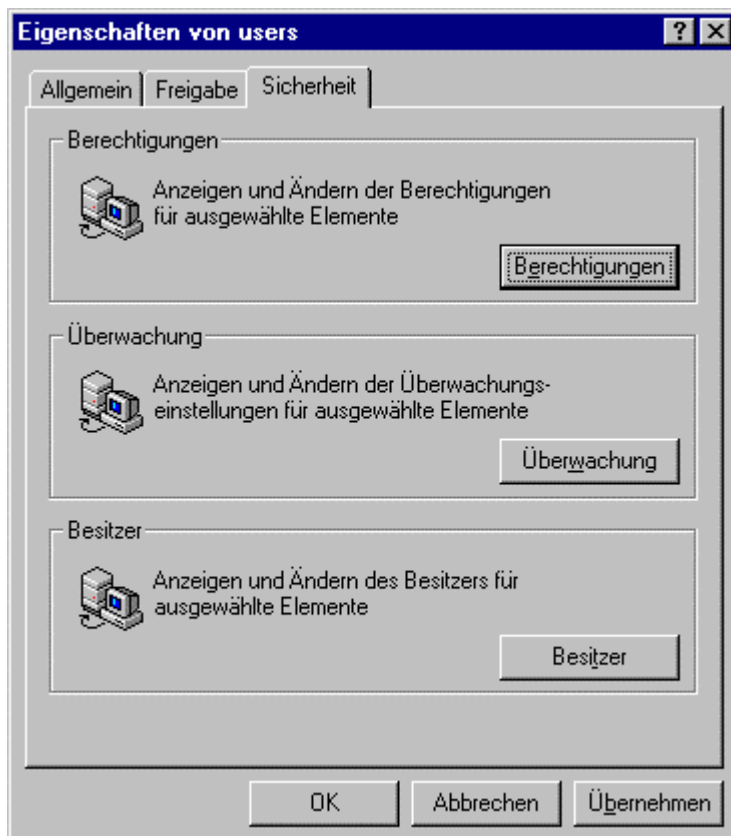 Eigenschaften von users
Allgemein Freigabe Sicherheit
Berechtigungen
Anzeigen und Ändern der Berechtigungen
für ausgewählte Elemente
Berechtigungen
Überwachung
Anzeigen und Ändern der Überwachungs-
einstellungen für ausgewählte Elemente
Überwachung
Besitzer
Anzeigen und Ändern des Besitzers für
ausgewählte Elemente
Besitzer
OK Abbrechen Übernehmen